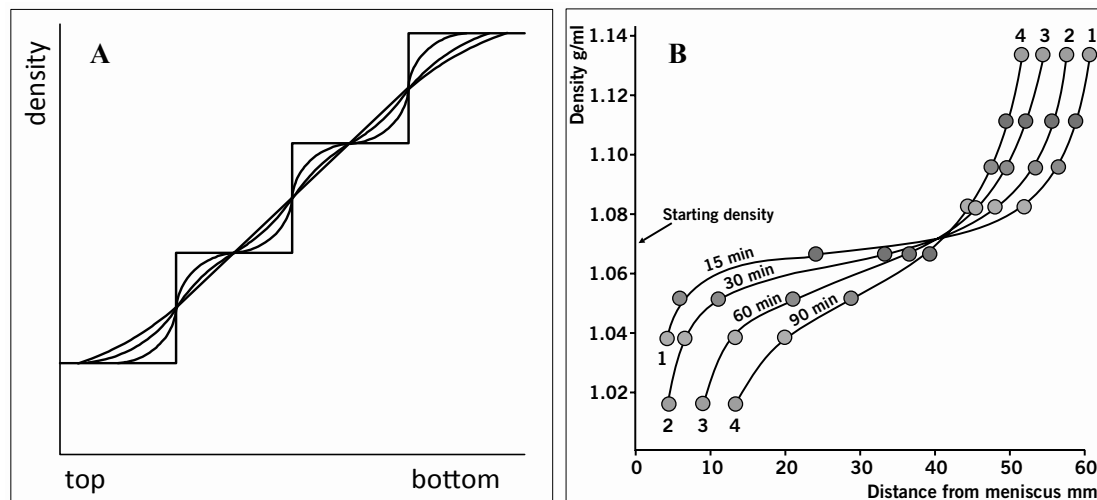 A
density
top
bottom
B
Density g/ml
4 3 2 1
1.14
1.12
1.10
1.08
1.06
1.04
1.02
Starting density
15 min
30 min
60 min
90 min
1
2 3 4
0 10 20 30 40 50 60
Distance from meniscus mm